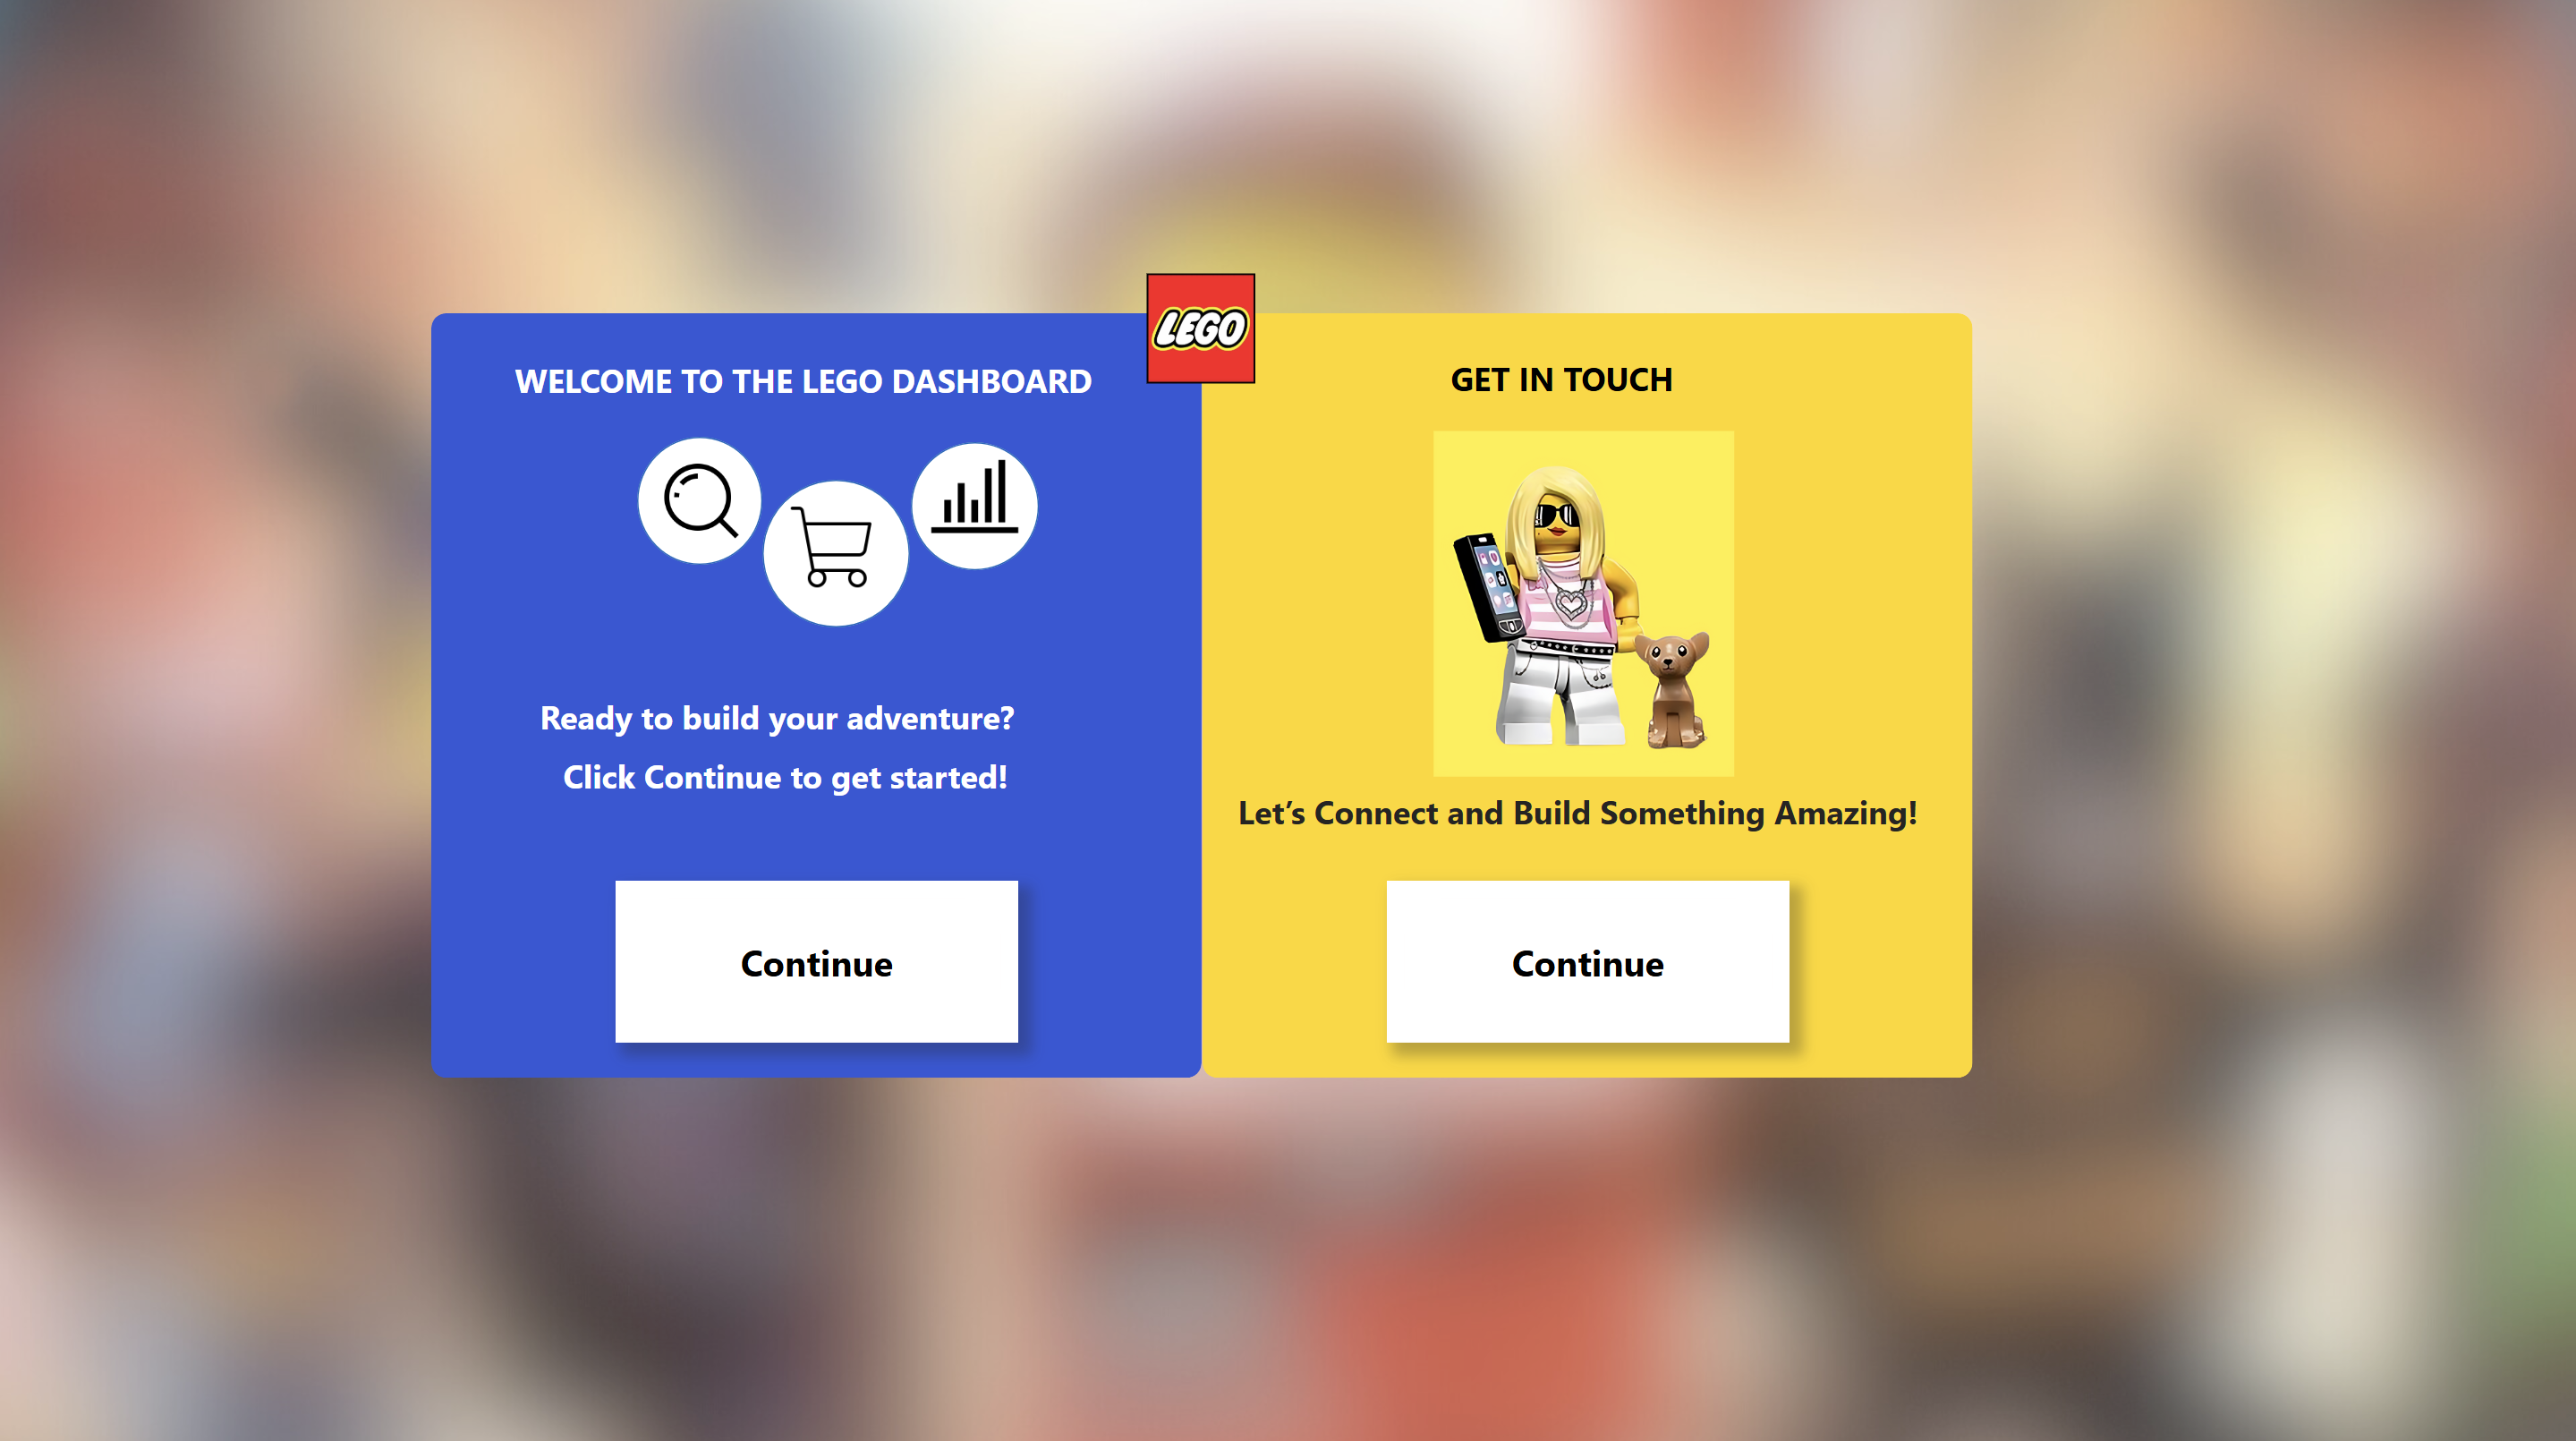 LEGO
WELCOME TO THE LEGO DASHBOARD
Ready to build your adventure?
Click Continue to get started!
Continue
GET IN TOUCH
Let’s Connect and Build Something Amazing!
Continue